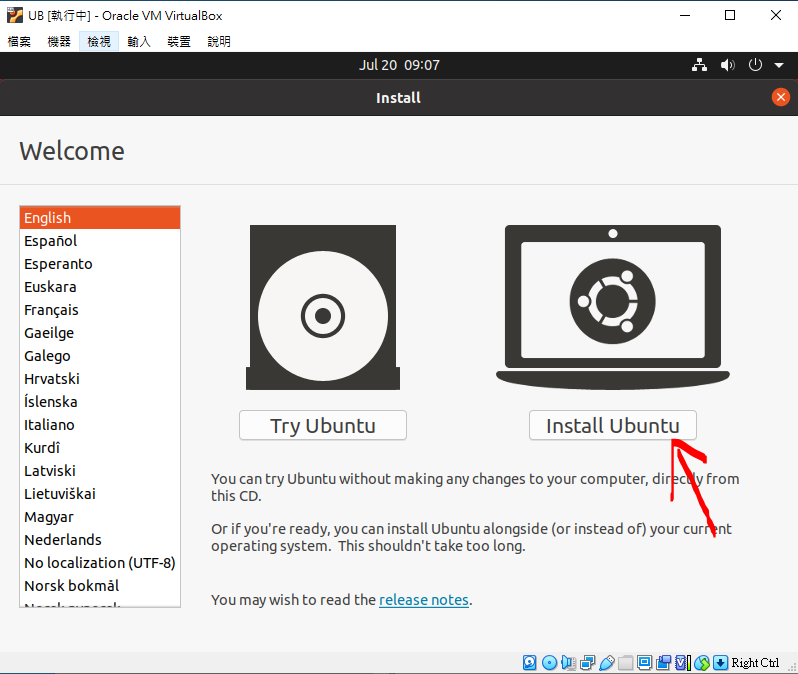 UB [執行中] - Oracle VM VirtualBox
檔案 機器 檢視 輸入 裝置 說明
Jul 20 09:07
Install
Welcome
English
Español
Esperanto
Euskara
Français
Gaeilge
Galego
Hrvatski
Íslenska
Italiano
Kurdî
Latviski
Lietuviškai
Magyar
Nederlands
No localization (UTF-8)
Norsk bokmål
Try Ubuntu
Install Ubuntu
You can try Ubuntu without making any changes to your computer, directly from
this CD.
Or if you're ready, you can install Ubuntu alongside (or instead of) your current
operating system. This shouldn't take too long.
You may wish to read the release notes.
Right Ctrl